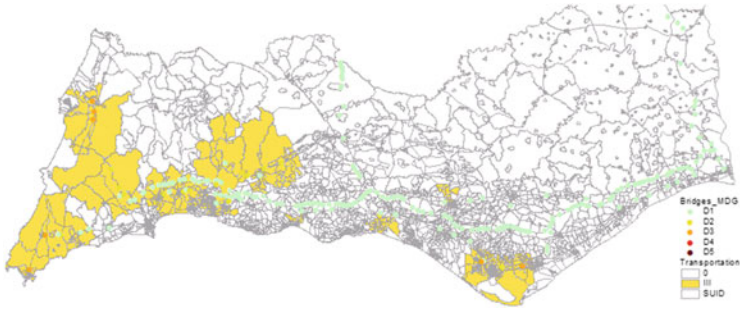 Bridges_MDG
D1
D2
D3
D4
D5
Transportation
0
III
SUID